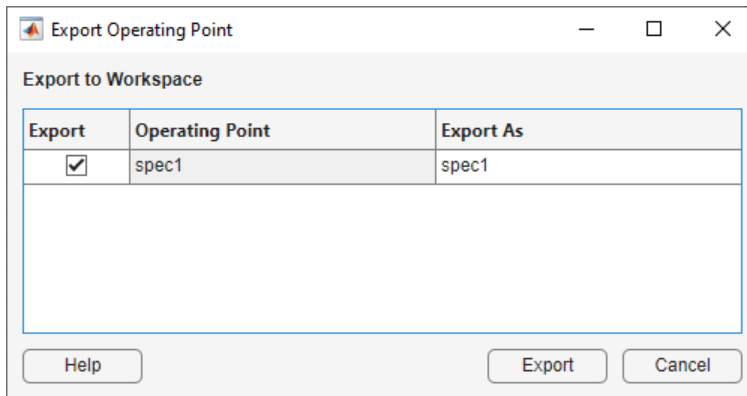 Export Operating Point
Export to Workspace
Export Operating Point Export As
spec1 spec1
Help Export Cancel